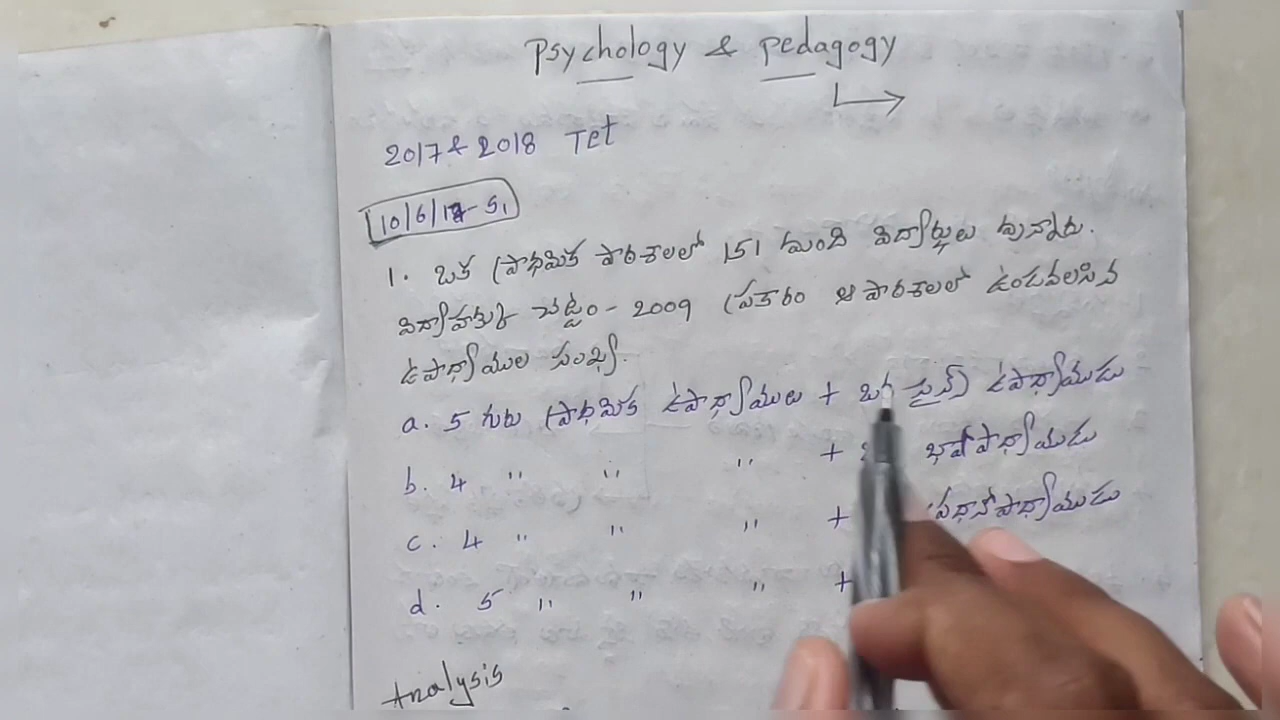 Psychology & pedagogy
2017 & 2018 Tet
10/6/17 - S1
1. ఒక ప్రాథమిక పాఠశాలలో 151 మంది విద్యార్థులు వున్నారు.
విద్యాహక్కు చట్టం - 2009 ప్రకారం ఆ పాఠశాలలో ఉండవలసిన
ఉపాధ్యాయుల సంఖ్య.
a. 5 గురు ప్రాథమిక ఉపాధ్యాయులు + ఒక సైన్స్ ఉపాధ్యాయుడు
b. 4 " " " + భాషోపాధ్యాయుడు
c. 4 " " " + ప్రధానోపాధ్యాయుడు
d. 5 " " " +
Analysis